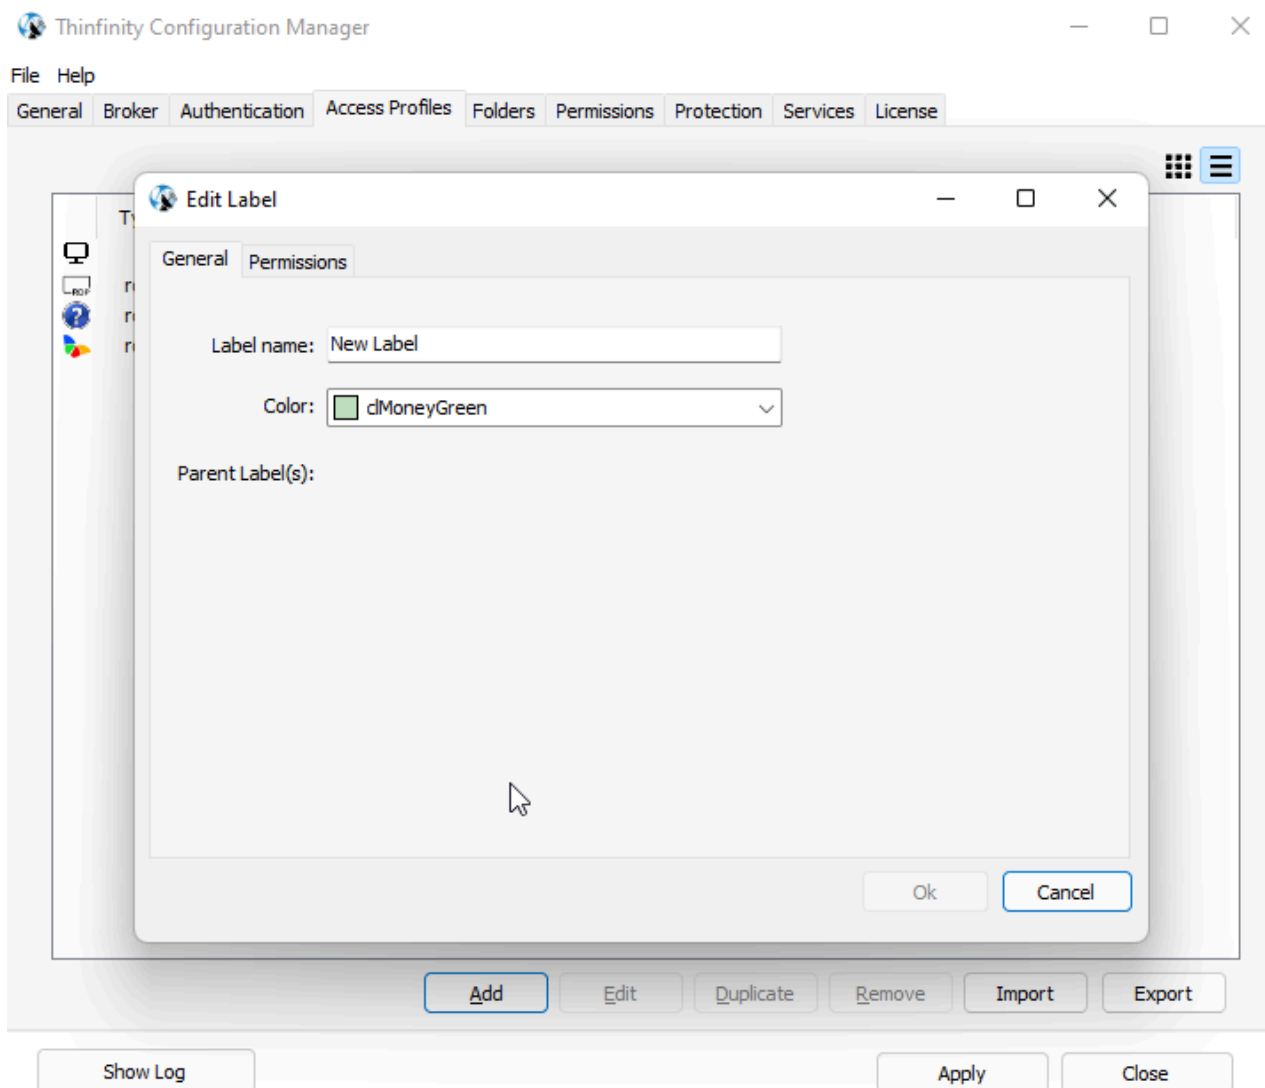 Thinfinity Configuration Manager
File Help
General Broker Authentication Access Profiles Folders Permissions Protection Services License
Edit Label
General Permissions
RDP
Label name: New Label
Color: clMoneyGreen
Parent Label(s):
Ok Cancel
Add Edit Duplicate Remove Import Export
Show Log Apply Close